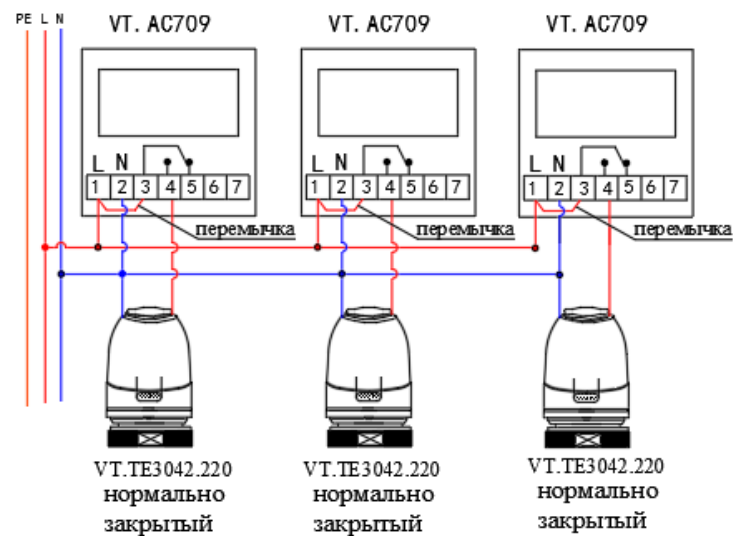 PE L N
VT. AC709
VT. AC709
VT. AC709
L N
1 2 3 4 5 6 7
перемычка
L N
1 2 3 4 5 6 7
перемычка
L N
1 2 3 4 5 6 7
перемычка
VT.TE3042.220
нормально
закрытый
VT.TE3042.220
нормально
закрытый
VT.TE3042.220
нормально
закрытый